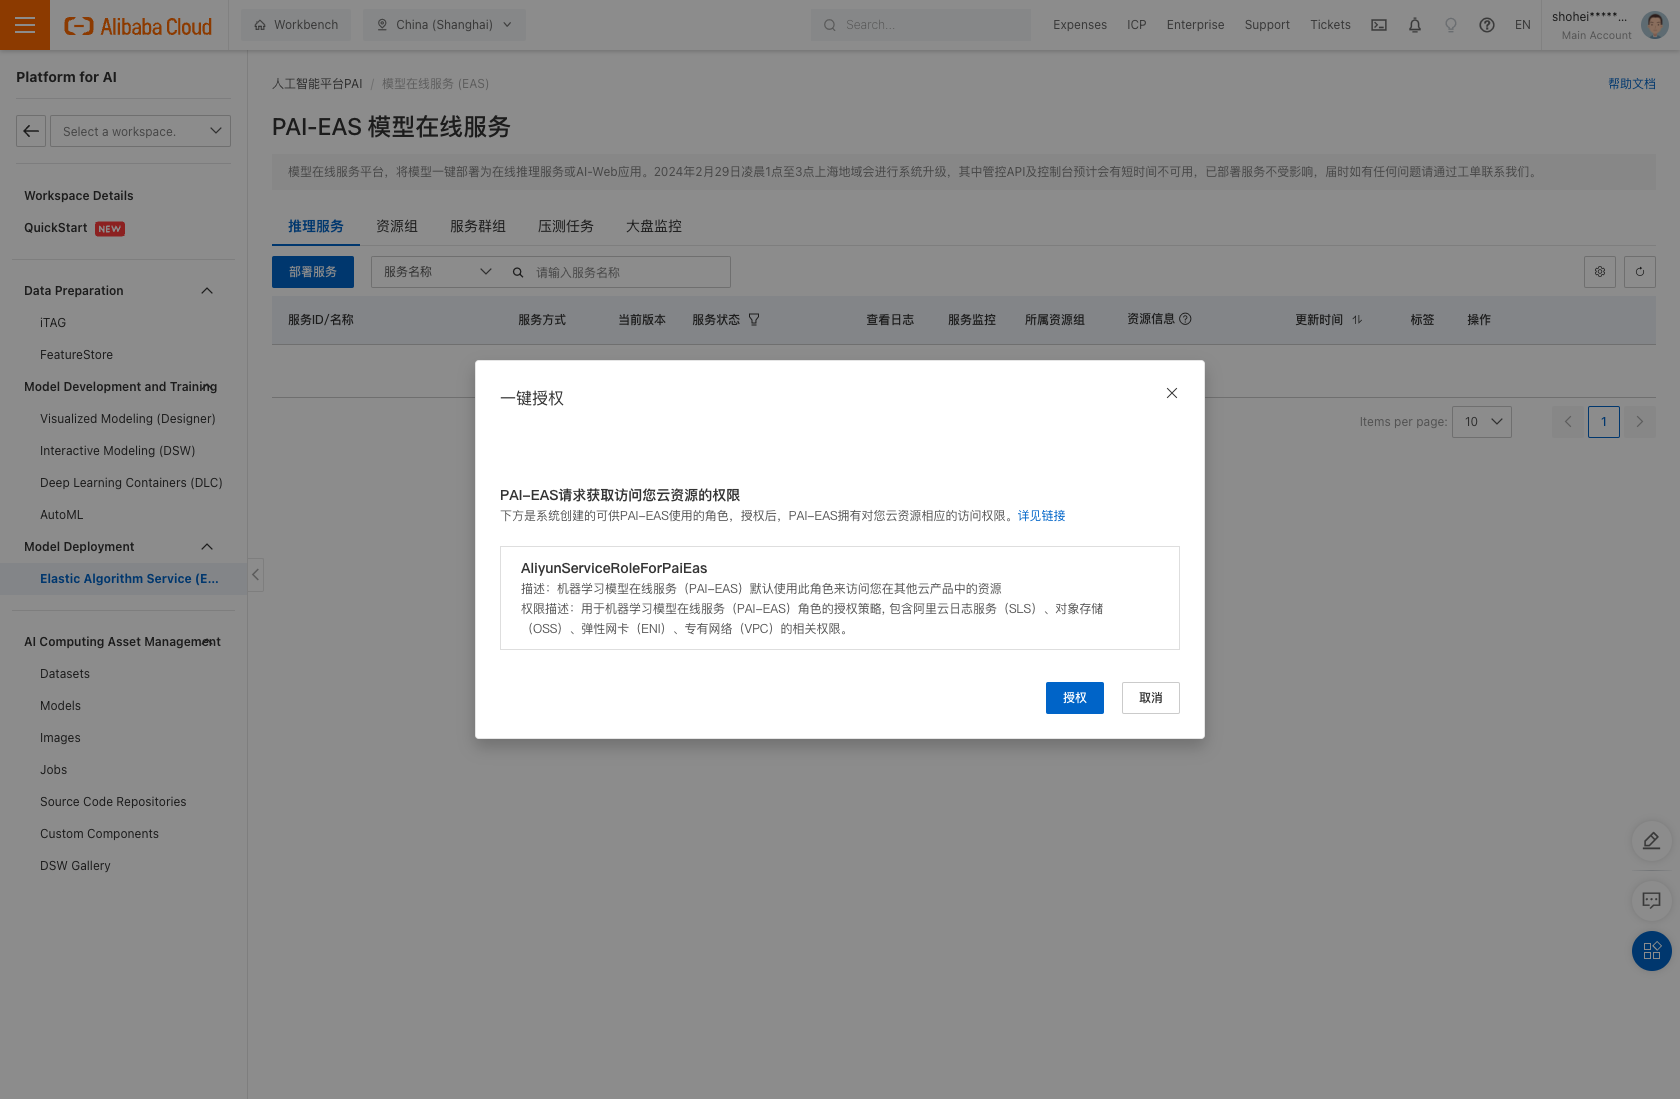 Alibaba Cloud
Workbench
China (Shanghai)
Search...
Expenses
ICP
Enterprise
Support
Tickets
EN
shohei*****...
Main Account
Platform for AI
Select a workspace.
Workspace Details
QuickStart NEW
Data Preparation
iTAG
FeatureStore
Model Development and Training
Visualized Modeling (Designer)
Interactive Modeling (DSW)
Deep Learning Containers (DLC)
AutoML
Model Deployment
Elastic Algorithm Service (E...
AI Computing Asset Management
Datasets
Models
Images
Jobs
Source Code Repositories
Custom Components
DSW Gallery
人工智能平台PAI / 模型在线服务 (EAS)
帮助文档
PAI-EAS 模型在线服务
模型在线服务平台，将模型一键部署为在线推理服务或AI-Web应用。2024年2月29日凌晨1点至3点上海地域会进行系统升级，其中管控API及控制台预计会有短时间不可用，已部署服务不受影响，届时如有任何问题请通过工单联系我们。
推理服务 资源组 服务群组 压测任务 大盘监控
部署服务 服务名称 请输入服务名称
服务ID/名称 服务方式 当前版本 服务状态 查看日志 服务监控 所属资源组 资源信息 更新时间 标签 操作
Items per page: 10 1
一键授权
PAI-EAS请求获取访问您云资源的权限
下方是系统创建的可供PAI-EAS使用的角色，授权后，PAI-EAS拥有对您云资源相应的访问权限。详见链接
AliyunServiceRoleForPaiEas
描述：机器学习模型在线服务（PAI-EAS）默认使用此角色来访问您在其他云产品中的资源
权限描述：用于机器学习模型在线服务（PAI-EAS）角色的授权策略, 包含阿里云日志服务（SLS）、对象存储
（OSS）、弹性网卡（ENI）、专有网络（VPC）的相关权限。
授权 取消